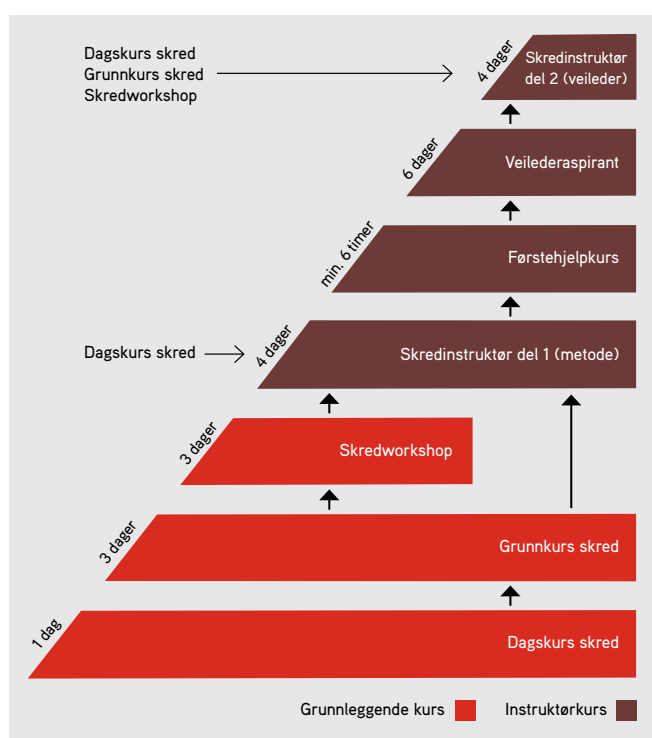 Dagskurs skred
Grunnkurs skred
Skredworkshop
4 dager
Skredinstruktør
del 2 (veileder)
6 dager
Veilederaspirant
min. 6 timer
Førstehjelpkurs
Dagskurs skred
4 dager
Skredinstruktør del 1 (metode)
3 dager
Skredworkshop
3 dager
Grunnkurs skred
1 dag
Dagskurs skred
Grunnleggende kurs
Instruktørkurs